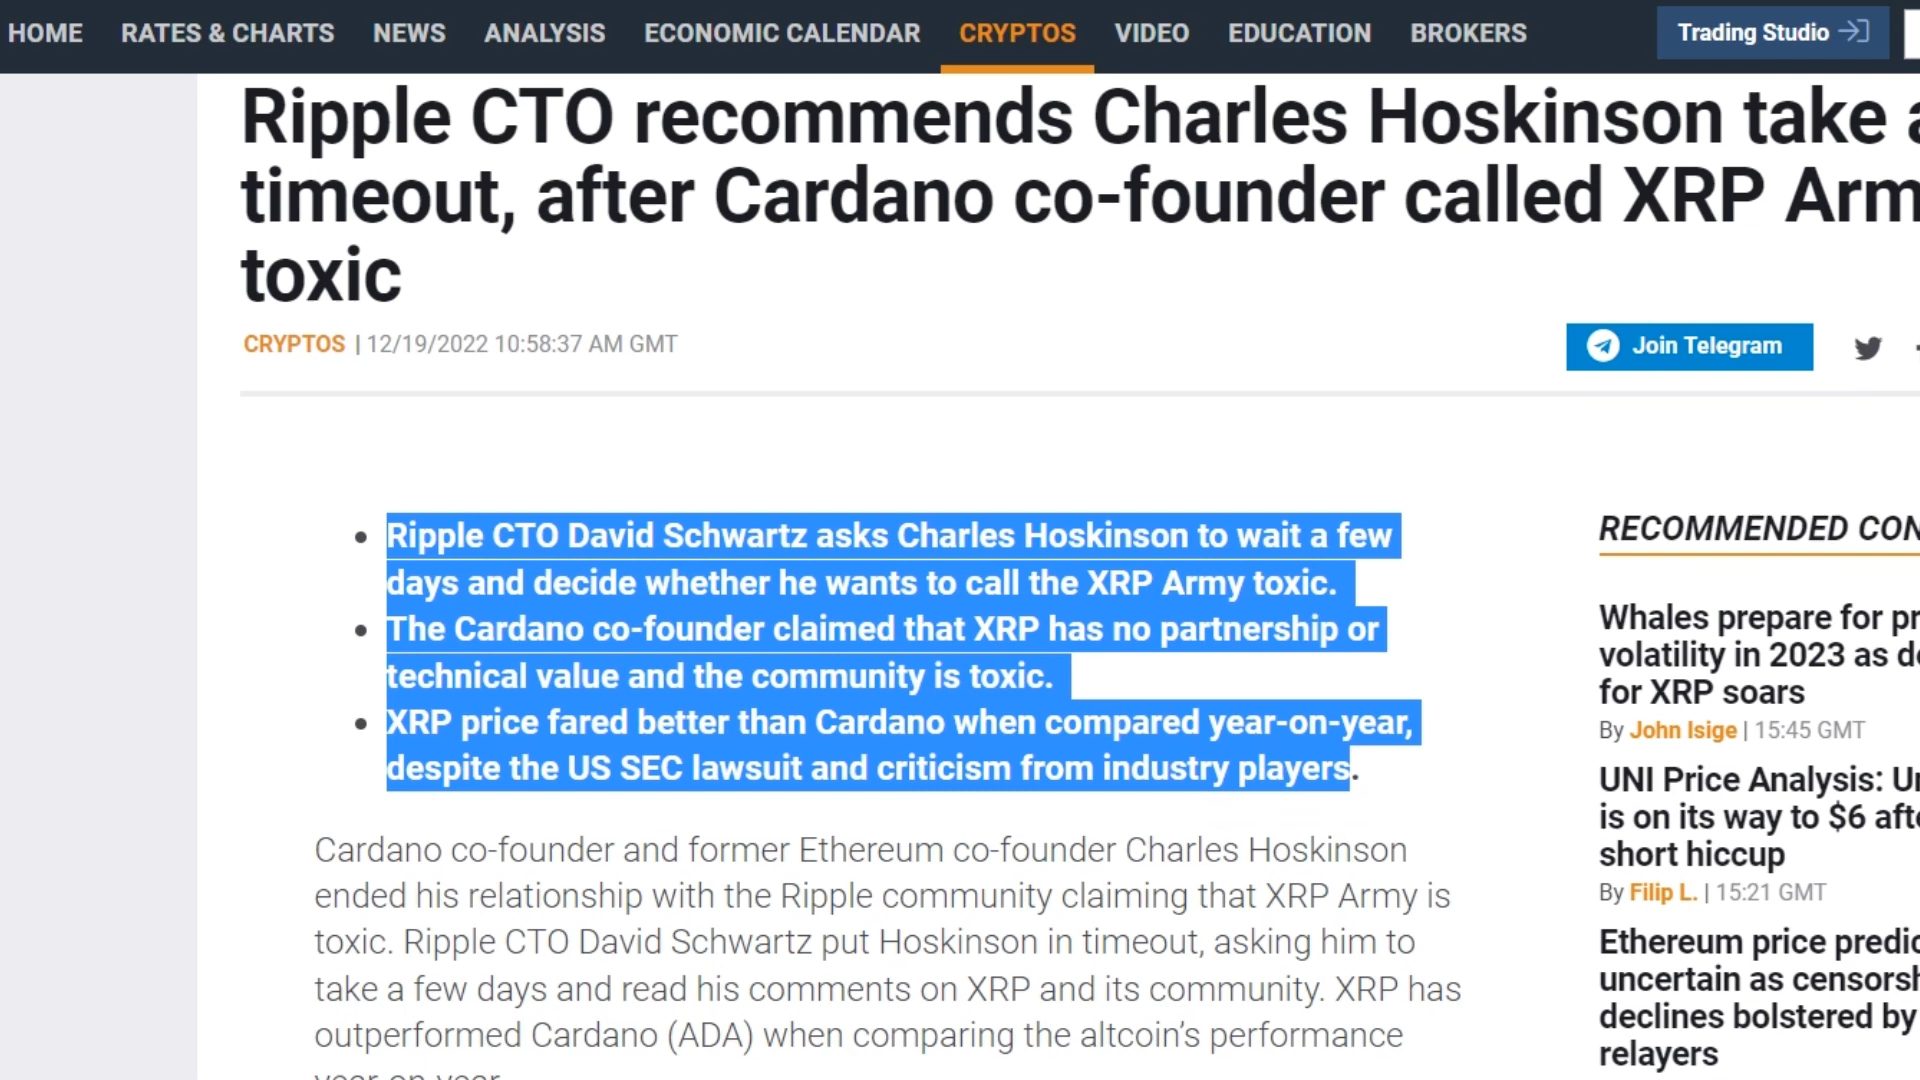 HOME RATES & CHARTS NEWS ANALYSIS ECONOMIC CALENDAR CRYPTOS VIDEO EDUCATION BROKERS Trading Studio
Ripple CTO recommends Charles Hoskinson take
timeout, after Cardano co-founder called XRP Arm
toxic
CRYPTOS | 12/19/2022 10:58:37 AM GMT
Join Telegram
• Ripple CTO David Schwartz asks Charles Hoskinson to wait a few
days and decide whether he wants to call the XRP Army toxic.
• The Cardano co-founder claimed that XRP has no partnership or
technical value and the community is toxic.
• XRP price fared better than Cardano when compared year-on-year,
despite the US SEC lawsuit and criticism from industry players.
Cardano co-founder and former Ethereum co-founder Charles Hoskinson
ended his relationship with the Ripple community claiming that XRP Army is
toxic. Ripple CTO David Schwartz put Hoskinson in timeout, asking him to
take a few days and read his comments on XRP and its community. XRP has
outperformed Cardano (ADA) when comparing the altcoin's performance
RECOMMENDED CON
Whales prepare for pr
volatility in 2023 as d
for XRP soars
By John Isige | 15:45 GMT
UNI Price Analysis: U
is on its way to $6 aft
short hiccup
By Filip L. | 15:21 GMT
Ethereum price predic
uncertain as censors
declines bolstered by
relayers